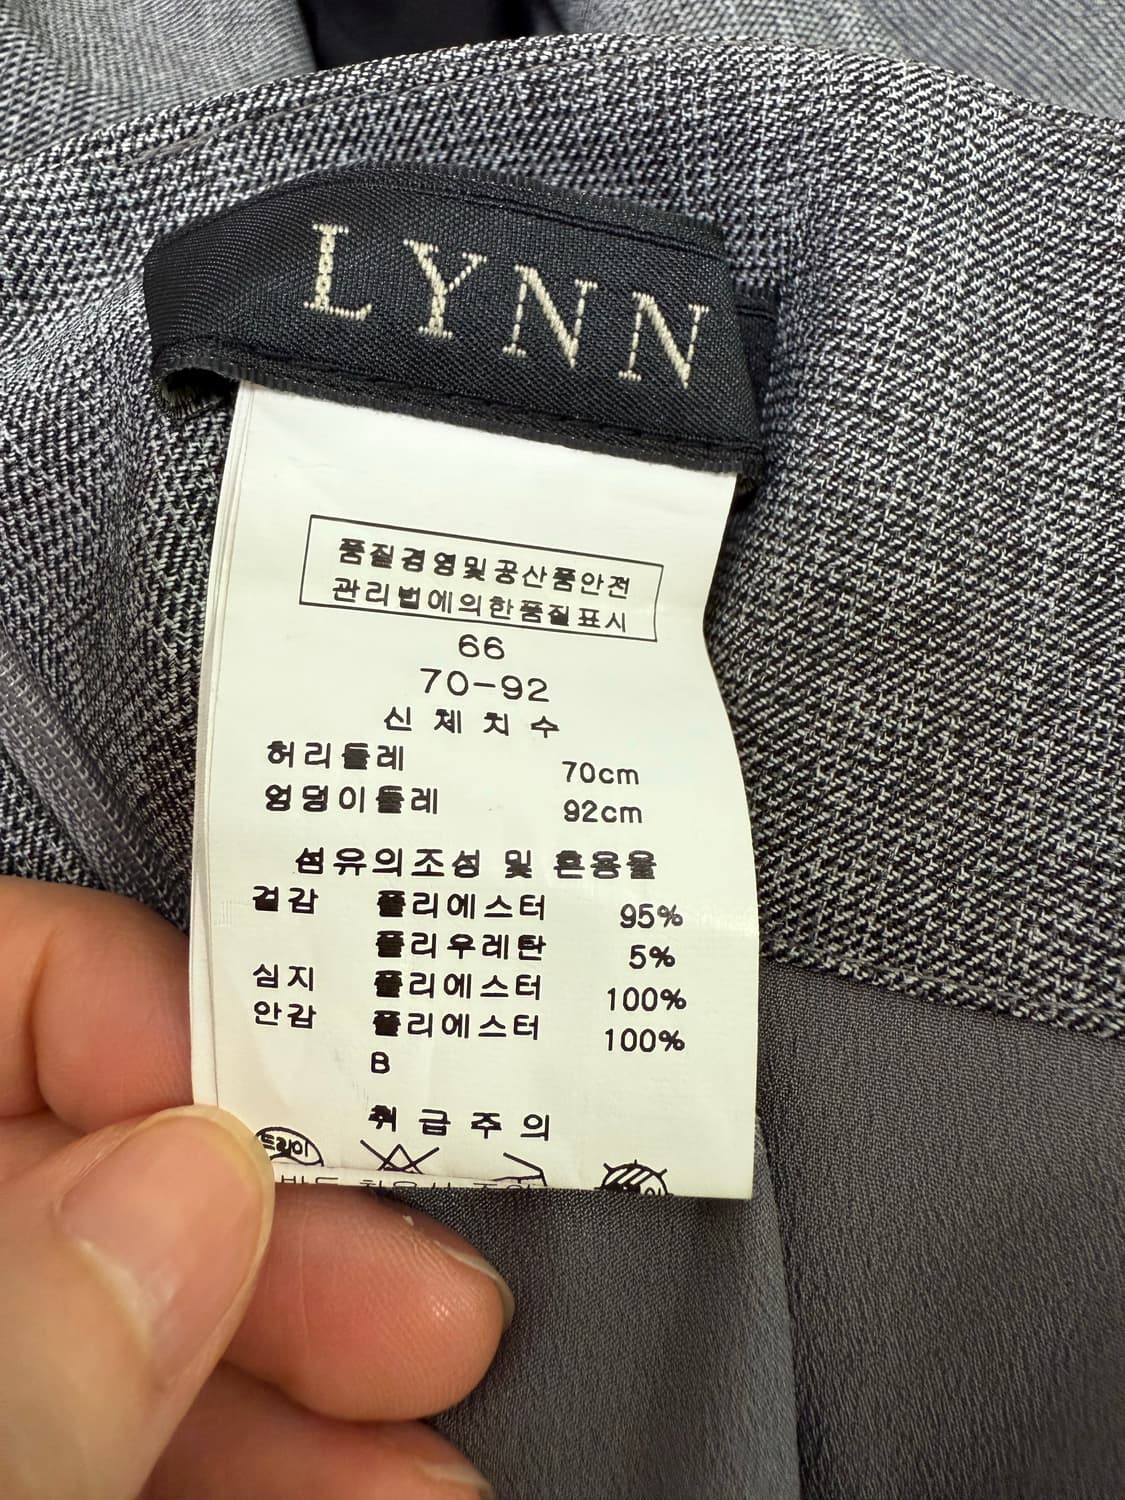 LYNN
품질경영및공산품안전
관리법에의한품질표시
66
70-92
신 체 치 수
허리둘레 70cm
엉덩이둘레 92cm
섬유의조성 및 혼용율
겉감 폴리에스터 95%
폴리우레탄 5%
심지 폴리에스터 100%
안감 폴리에스터 100%
B
취 급 주 의
드라이